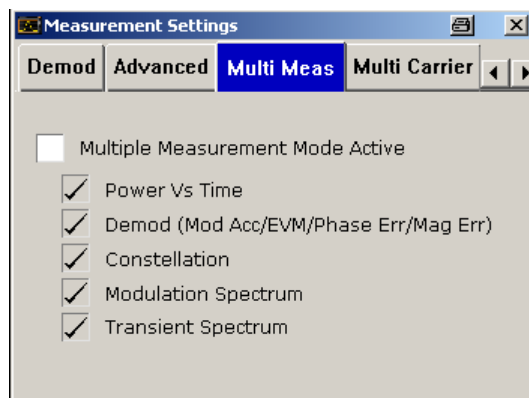 Measurement Settings
Demod Advanced Multi Meas Multi Carrier
Multiple Measurement Mode Active
Power Vs Time
Demod (Mod Acc/EVM/Phase Err/Mag Err)
Constellation
Modulation Spectrum
Transient Spectrum